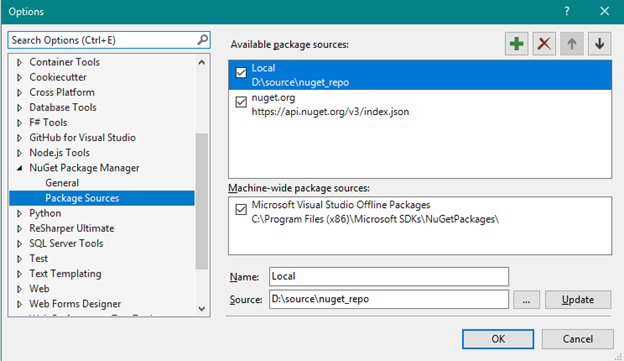 Options
?
Search Options (Ctrl+E)
Container Tools
Cookiecutter
Cross Platform
Database Tools
F# Tools
GitHub for Visual Studio
Node.js Tools
NuGet Package Manager
General
Package Sources
Python
ReSharper Ultimate
SQL Server Tools
Test
Text Templating
Web
Web Forms Designer
Available package sources:
Local
D:\source\nuget_repo
nuget.org
https://api.nuget.org/v3/index.json
Machine-wide package sources:
Microsoft Visual Studio Offline Packages
C:\Program Files (x86)\Microsoft SDKs\NuGetPackages\
Name: Local
Source: D:\source\nuget_repo ... Update
OK Cancel